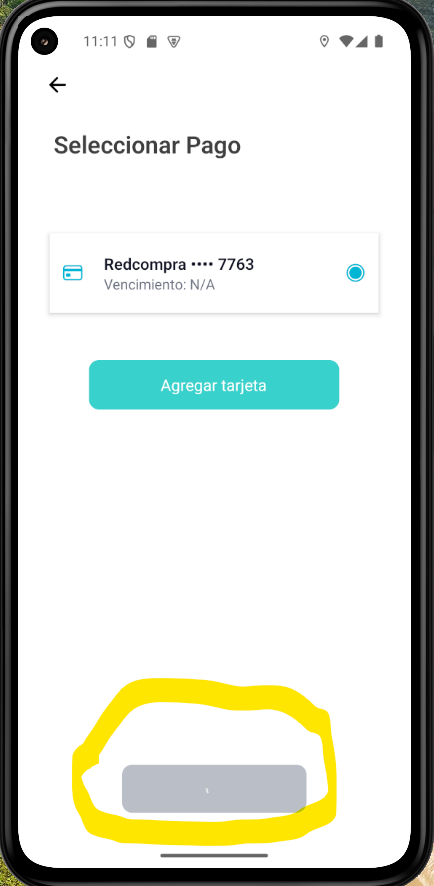 11:11
Seleccionar Pago
Redcompra •••• 7763
Vencimiento: N/A
Agregar tarjeta